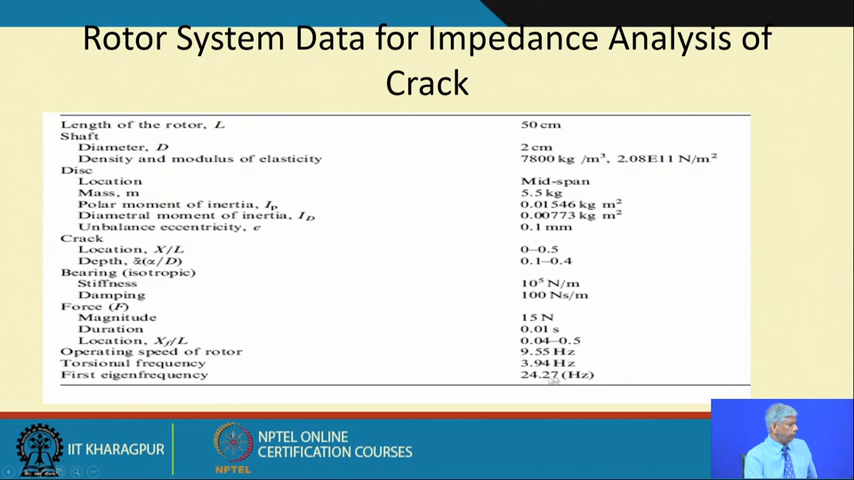 Rotor System Data for Impedance Analysis of
Crack
Length of the rotor, L 50 cm
Shaft
Diameter, D 2 cm
Density and modulus of elasticity 7800 kg /m³, 2.08E11 N/m²
Disc
Location Mid-span
Mass, m 5.5 kg
Polar moment of inertia, Iₚ 0.01546 kg m²
Diametral moment of inertia, I_D 0.00773 kg m²
Unbalance eccentricity, e 0.1 mm
Crack
Location, X/L 0–0.5
Depth, ᾱ(α/D) 0.1–0.4
Bearing (isotropic)
Stiffness 10⁵ N/m
Damping 100 Ns/m
Force (F)
Magnitude 15 N
Duration 0.01 s
Location, X_f/L 0.04–0.5
Operating speed of rotor 9.55 Hz
Torsional frequency 3.94 Hz
First eigenfrequency 24.27 (Hz)
IIT KHARAGPUR
NPTEL
NPTEL ONLINE
CERTIFICATION COURSES